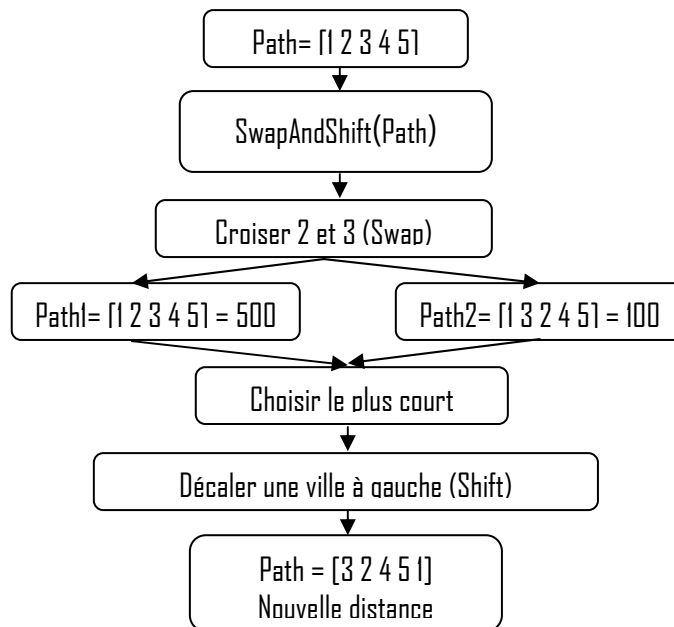 Path= [1 2 3 4 5]
SwapAndShift(Path)
Croiser 2 et 3 (Swap)
Path1= [1 2 3 4 5] = 500
Path2= [1 3 2 4 5] = 100
Choisir le plus court
Décaler une ville à gauche (Shift)
Path = [3 2 4 5 1]
Nouvelle distance